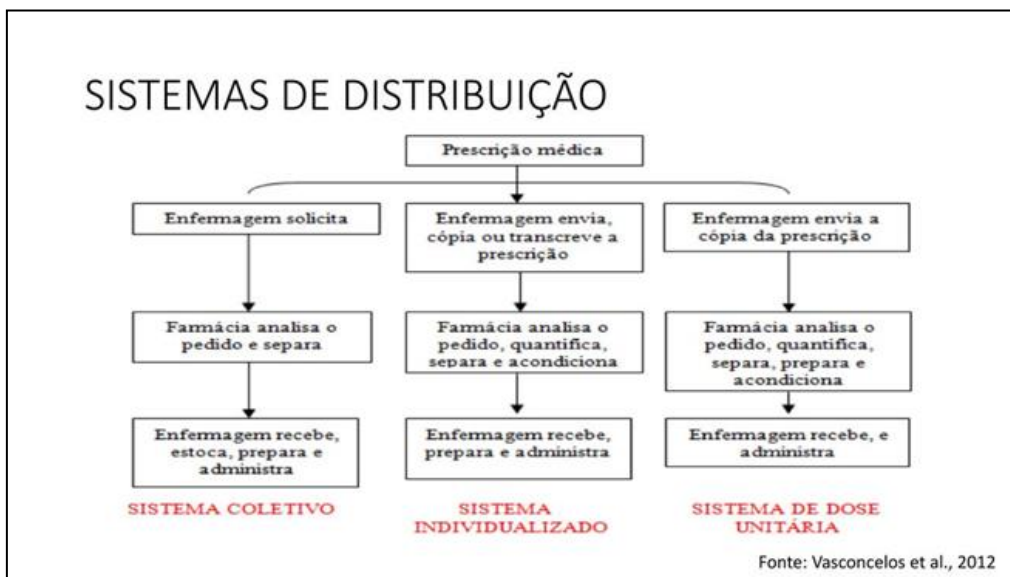 SISTEMAS DE DISTRIBUIÇÃO
Prescrição médica
Enfermagem solicita
Farmácia analisa o
pedido e separa
Enfermagem recebe,
estoca, prepara e
administra
SISTEMA COLETIVO
Enfermagem envia,
cópia ou transcreve a
prescrição
Farmácia analisa o
pedido, quantifica,
separa e acondiciona
Enfermagem recebe,
prepara e administra
SISTEMA
INDIVIDUALIZADO
Enfermagem envia a
cópia da prescrição
Farmácia analisa o
pedido, quantifica,
separa, prepara e
acondiciona
Enfermagem recebe, e
administra
SISTEMA DE DOSE
UNITÁRIA
Fonte: Vasconcelos et al., 2012